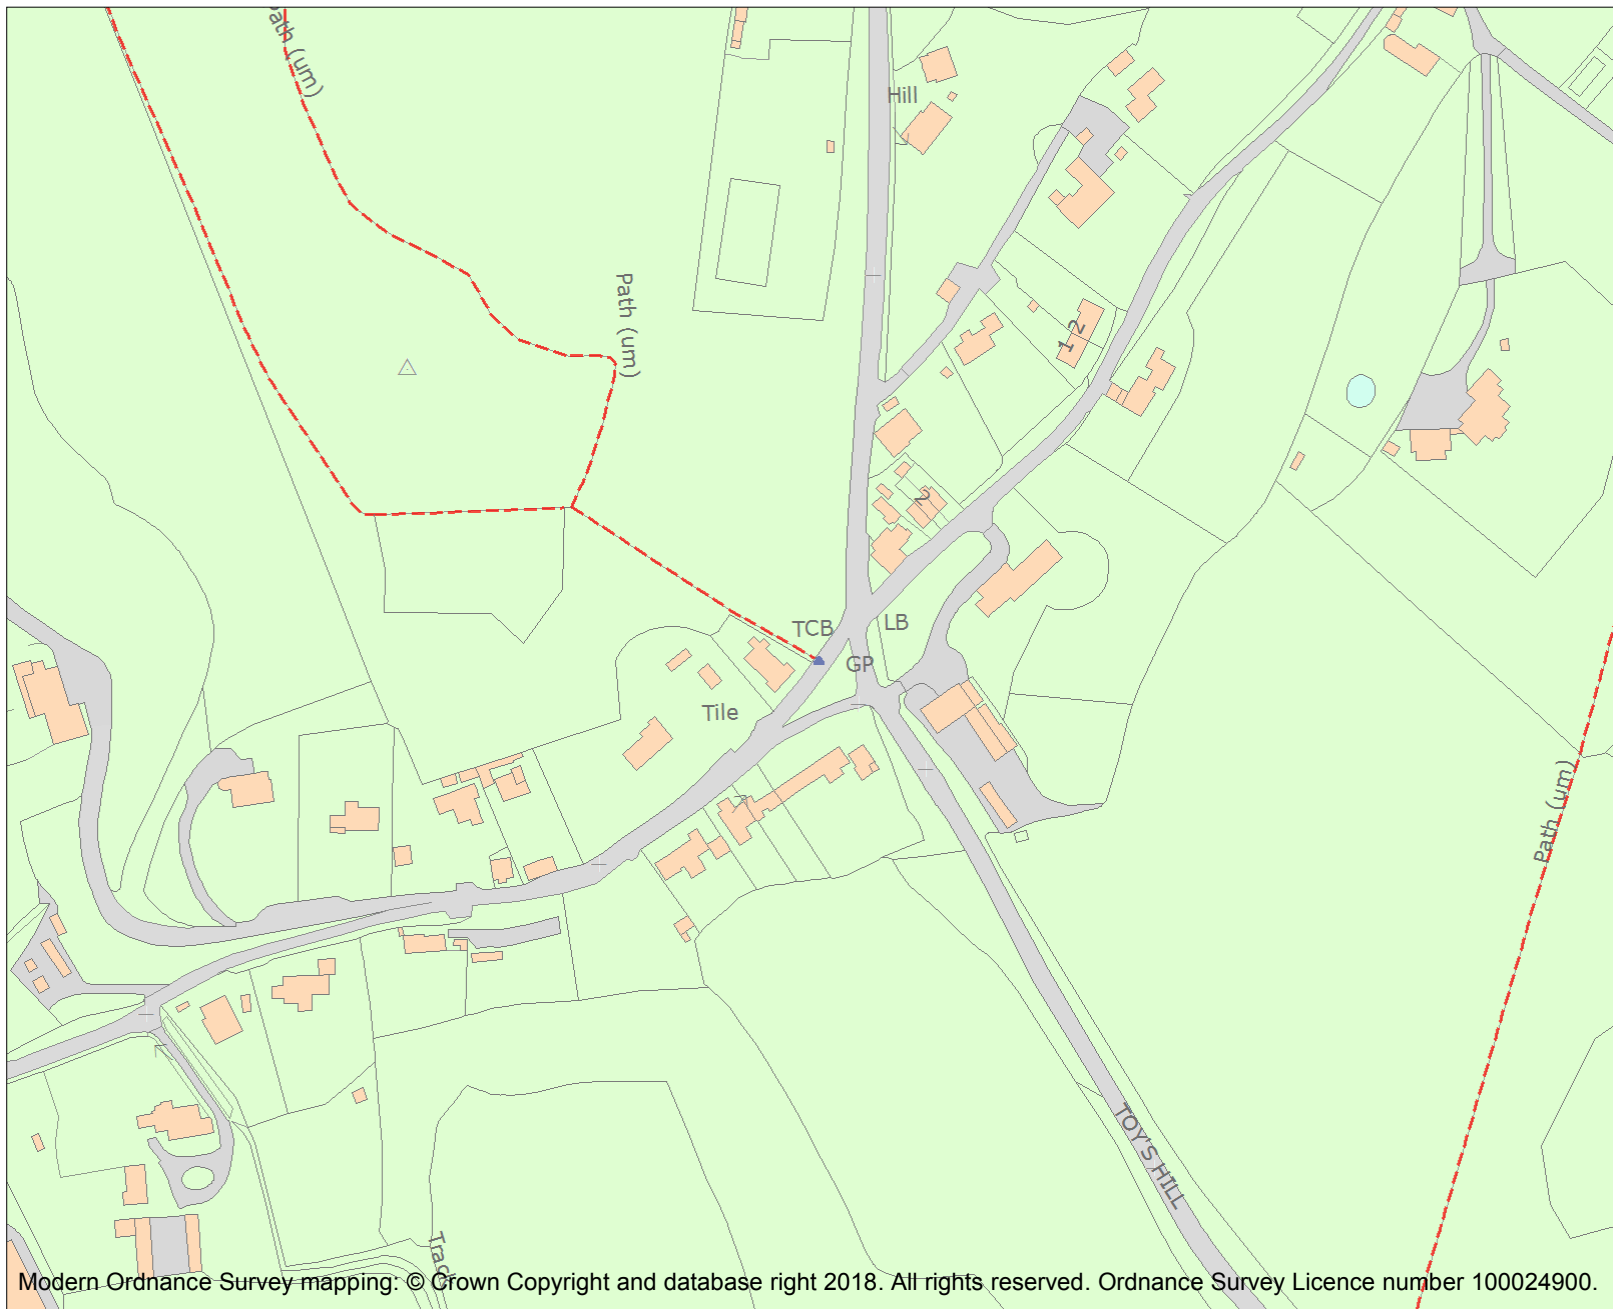 Path (um)
Hill
Path (um)
1
2
2
TCB
LB
GP
Tile
Path (um)
TOY'S HILL
Track
Modern Ordnance Survey mapping: © Crown Copyright and database right 2018. All rights reserved. Ordnance Survey Licence number 100024900.